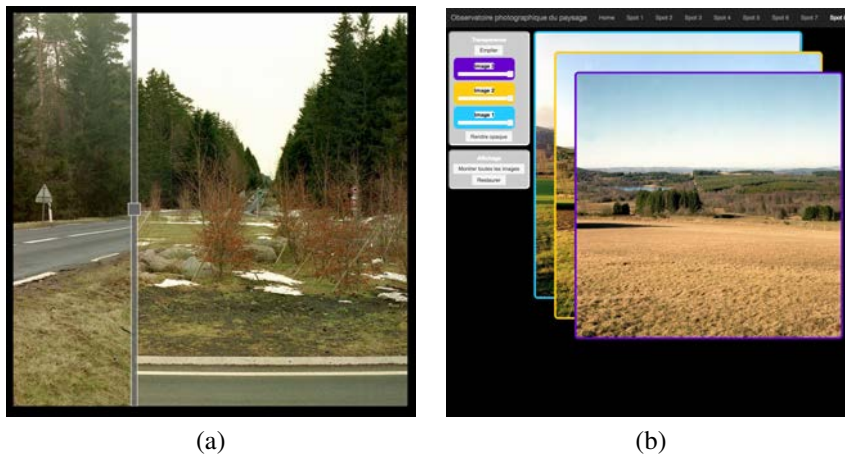 Observatoire photographique du paysage Home Spot 1 Spot 2 Spot 3 Spot 4 Spot 5 Spot 6 Spot 7 Spot
Empiler
Image 3
Image 2
Image 1
Rendre opaque
Affichage
Montrer toutes les images
Restaurer
(a)
(b)